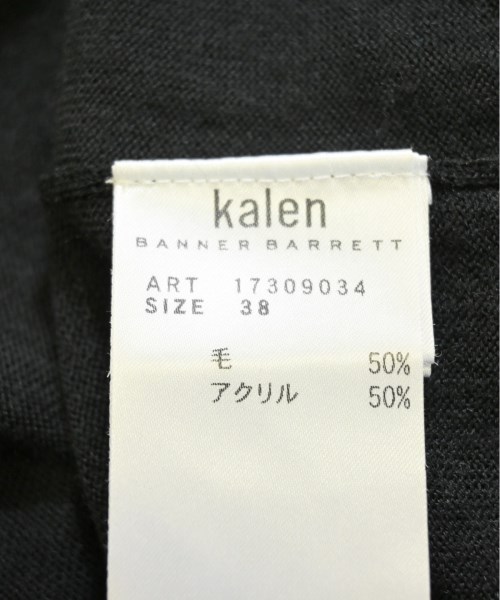 kalen
BANNER BARRETT
ART 17309034
SIZE 38
毛 50%
アクリル 50%